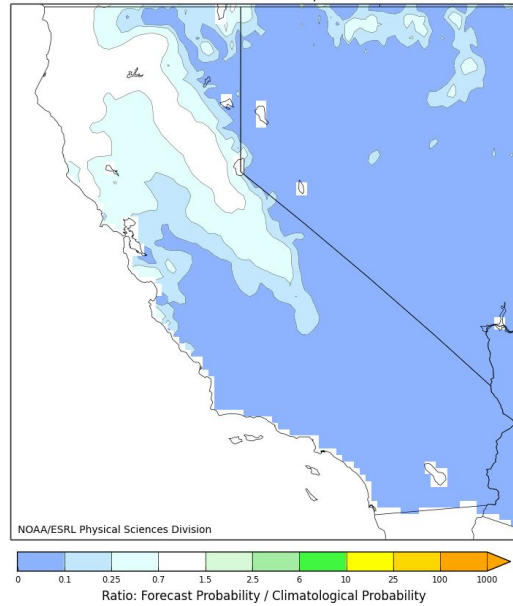 NOAA/ESRL Physical Sciences Division
0 0.1 0.25 0.7 1.5 2.5 6 10 25 100 1000
Ratio: Forecast Probability / Climatological Probability